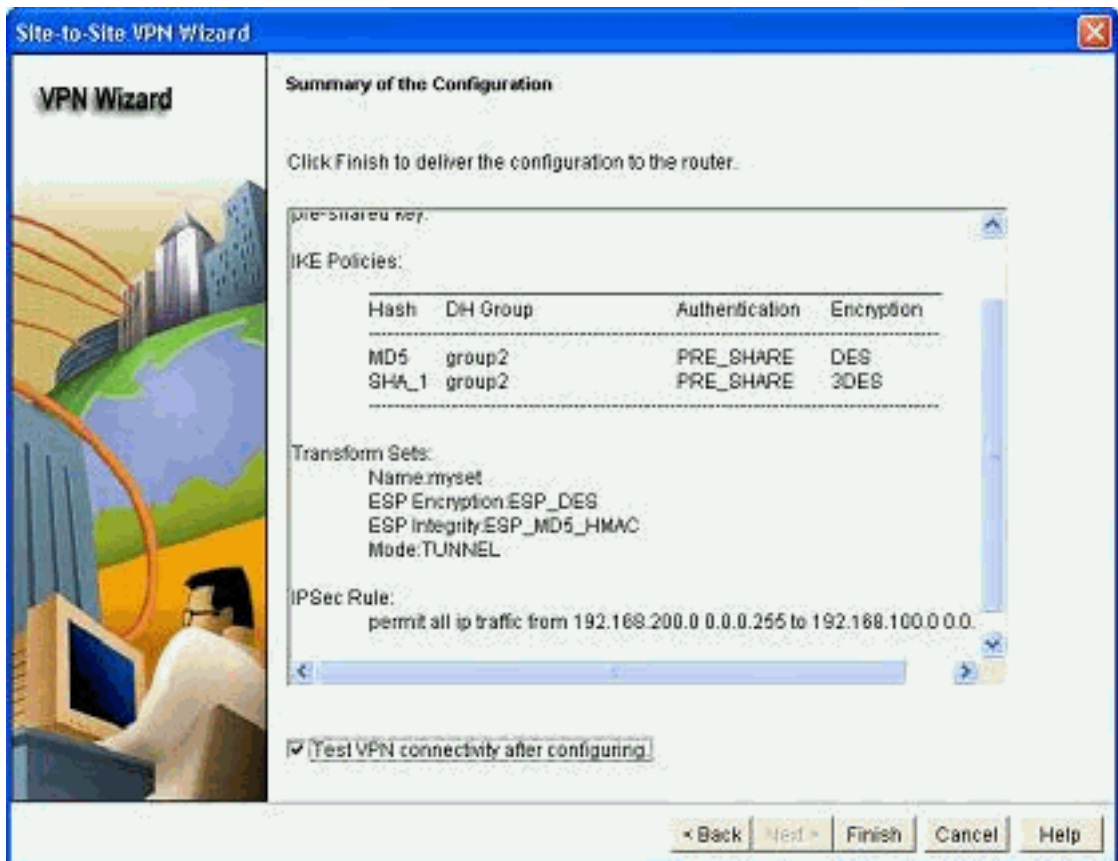 Site-to-Site VPN Wizard
VPN Wizard
Summary of the Configuration
Click Finish to deliver the configuration to the router.
pre-shared key.
IKE Policies:
Hash DH Group Authentication Encryption
MD5 group2 PRE_SHARE DES
SHA_1 group2 PRE_SHARE 3DES
Transform Sets:
Name:myset
ESP Encryption:ESP_DES
ESP Integrity:ESP_MD5_HMAC
Mode:TUNNEL
IPSec Rule:
permit all ip traffic from 192.168.200.0 0.0.0.255 to 192.168.100.0 0.0.
Test VPN connectivity after configuring.
< Back Next > Finish Cancel Help